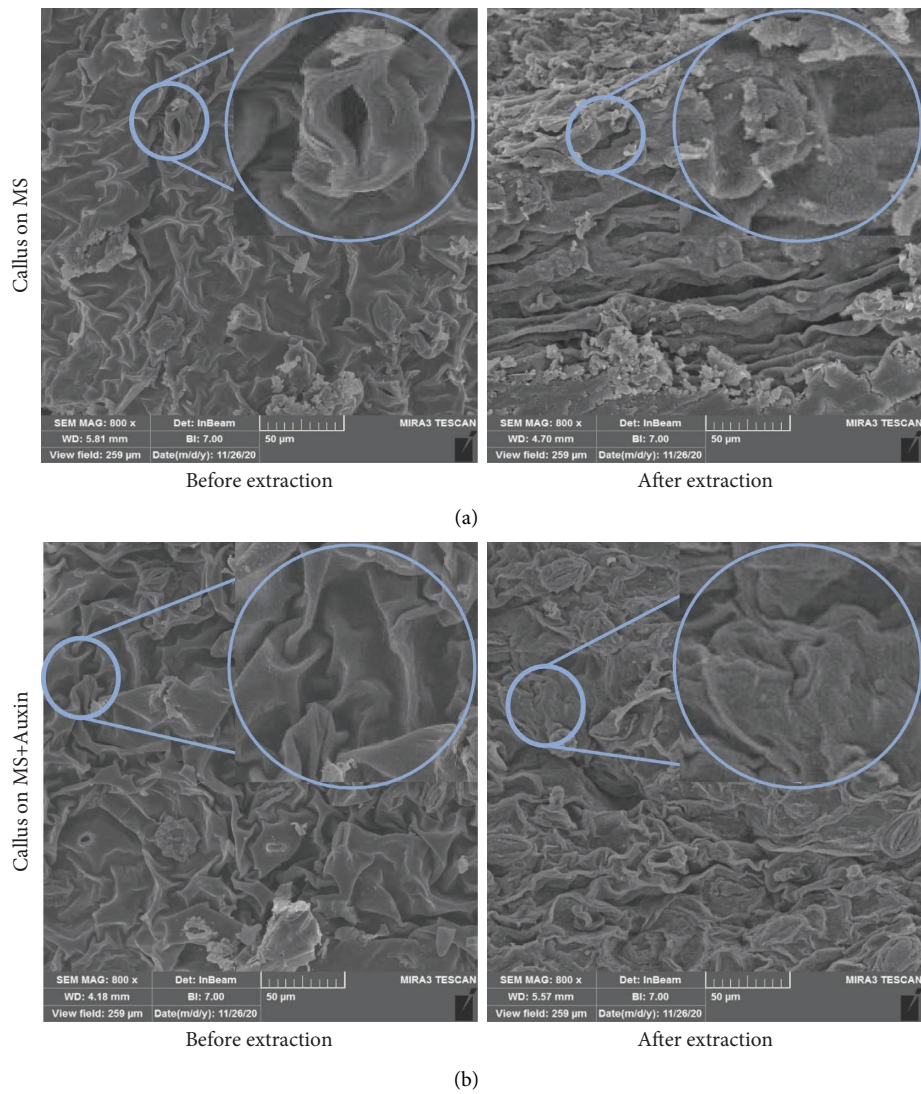 Callus on MS
SEM MAG: 800 x Det: InBeam MIRA3 TESCAN
WD: 5.81 mm BI: 7.00 50 µm
View field: 259 µm Date(m/d/y): 11/26/20
SEM MAG: 800 x Det: InBeam MIRA3 TESCAN
WD: 4.70 mm BI: 7.00 50 µm
View field: 259 µm Date(m/d/y): 11/26/20
Before extraction
After extraction
(a)
Callus on MS+Auxin
SEM MAG: 800 x Det: InBeam MIRA3 TESCAN
WD: 4.18 mm BI: 7.00 50 µm
View field: 259 µm Date(m/d/y): 11/26/20
SEM MAG: 800 x Det: InBeam MIRA3 TESCAN
WD: 5.57 mm BI: 7.00 50 µm
View field: 259 µm Date(m/d/y): 11/26/20
Before extraction
After extraction
(b)